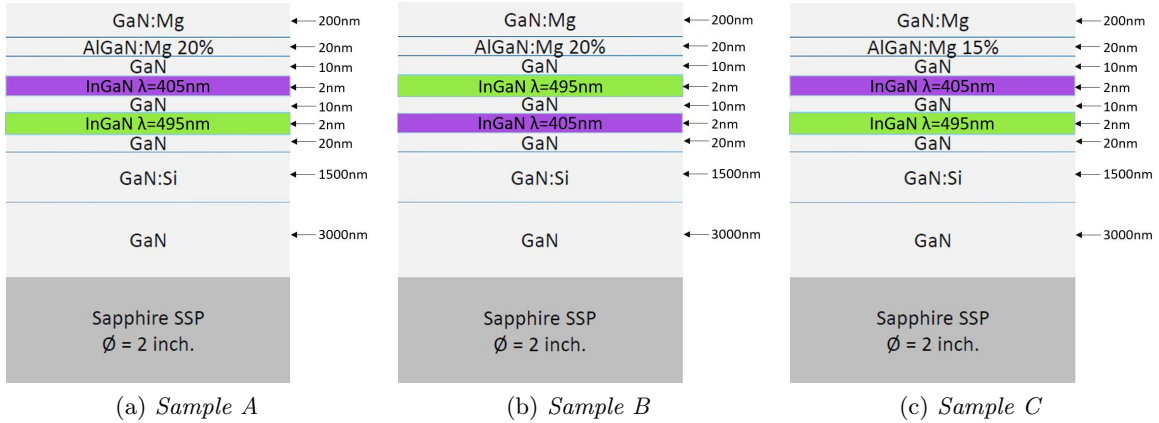 GaN:Mg
200nm
AlGaN:Mg 20%
20nm
GaN
10nm
InGaN λ=405nm
2nm
GaN
10nm
InGaN λ=495nm
2nm
GaN
20nm
GaN:Si
1500nm
GaN
3000nm
Sapphire SSP
Ø = 2 inch.
(a) Sample A
GaN:Mg
200nm
AlGaN:Mg 20%
20nm
GaN
10nm
InGaN λ=495nm
2nm
GaN
10nm
InGaN λ=405nm
2nm
GaN
20nm
GaN:Si
1500nm
GaN
3000nm
Sapphire SSP
Ø = 2 inch.
(b) Sample B
GaN:Mg
200nm
AlGaN:Mg 15%
20nm
GaN
10nm
InGaN λ=405nm
2nm
GaN
10nm
InGaN λ=495nm
2nm
GaN
20nm
GaN:Si
1500nm
GaN
3000nm
Sapphire SSP
Ø = 2 inch.
(c) Sample C